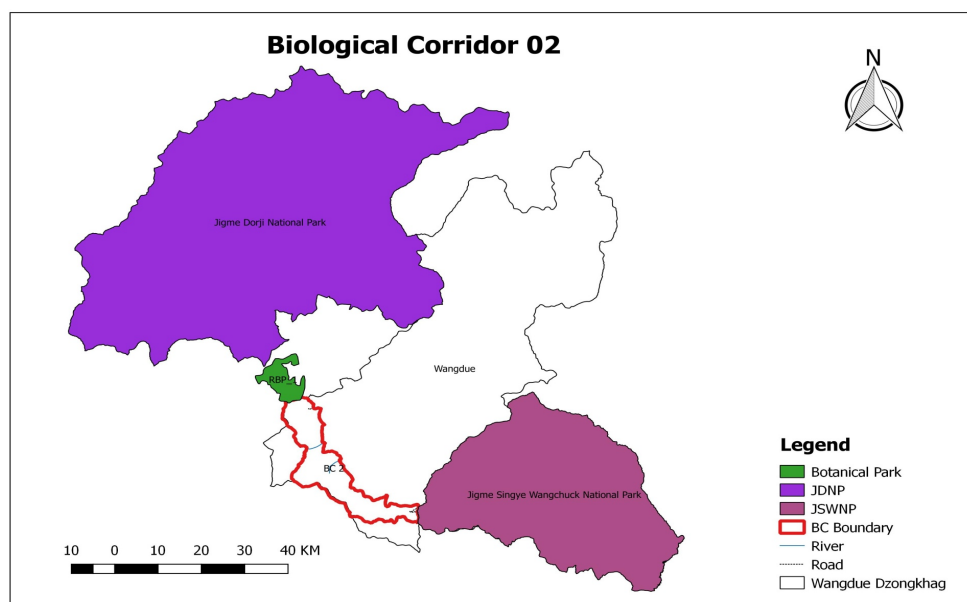 Biological Corridor 02
N
Jigme Dorji National Park
Wangdue
BC 2
Jigme Singye Wangchuck National Park
10 0 10 20 30 40 KM
Legend
Botanical Park
JDNP
JSWNP
BC Boundary
River
Road
Wangdue Dzongkhag